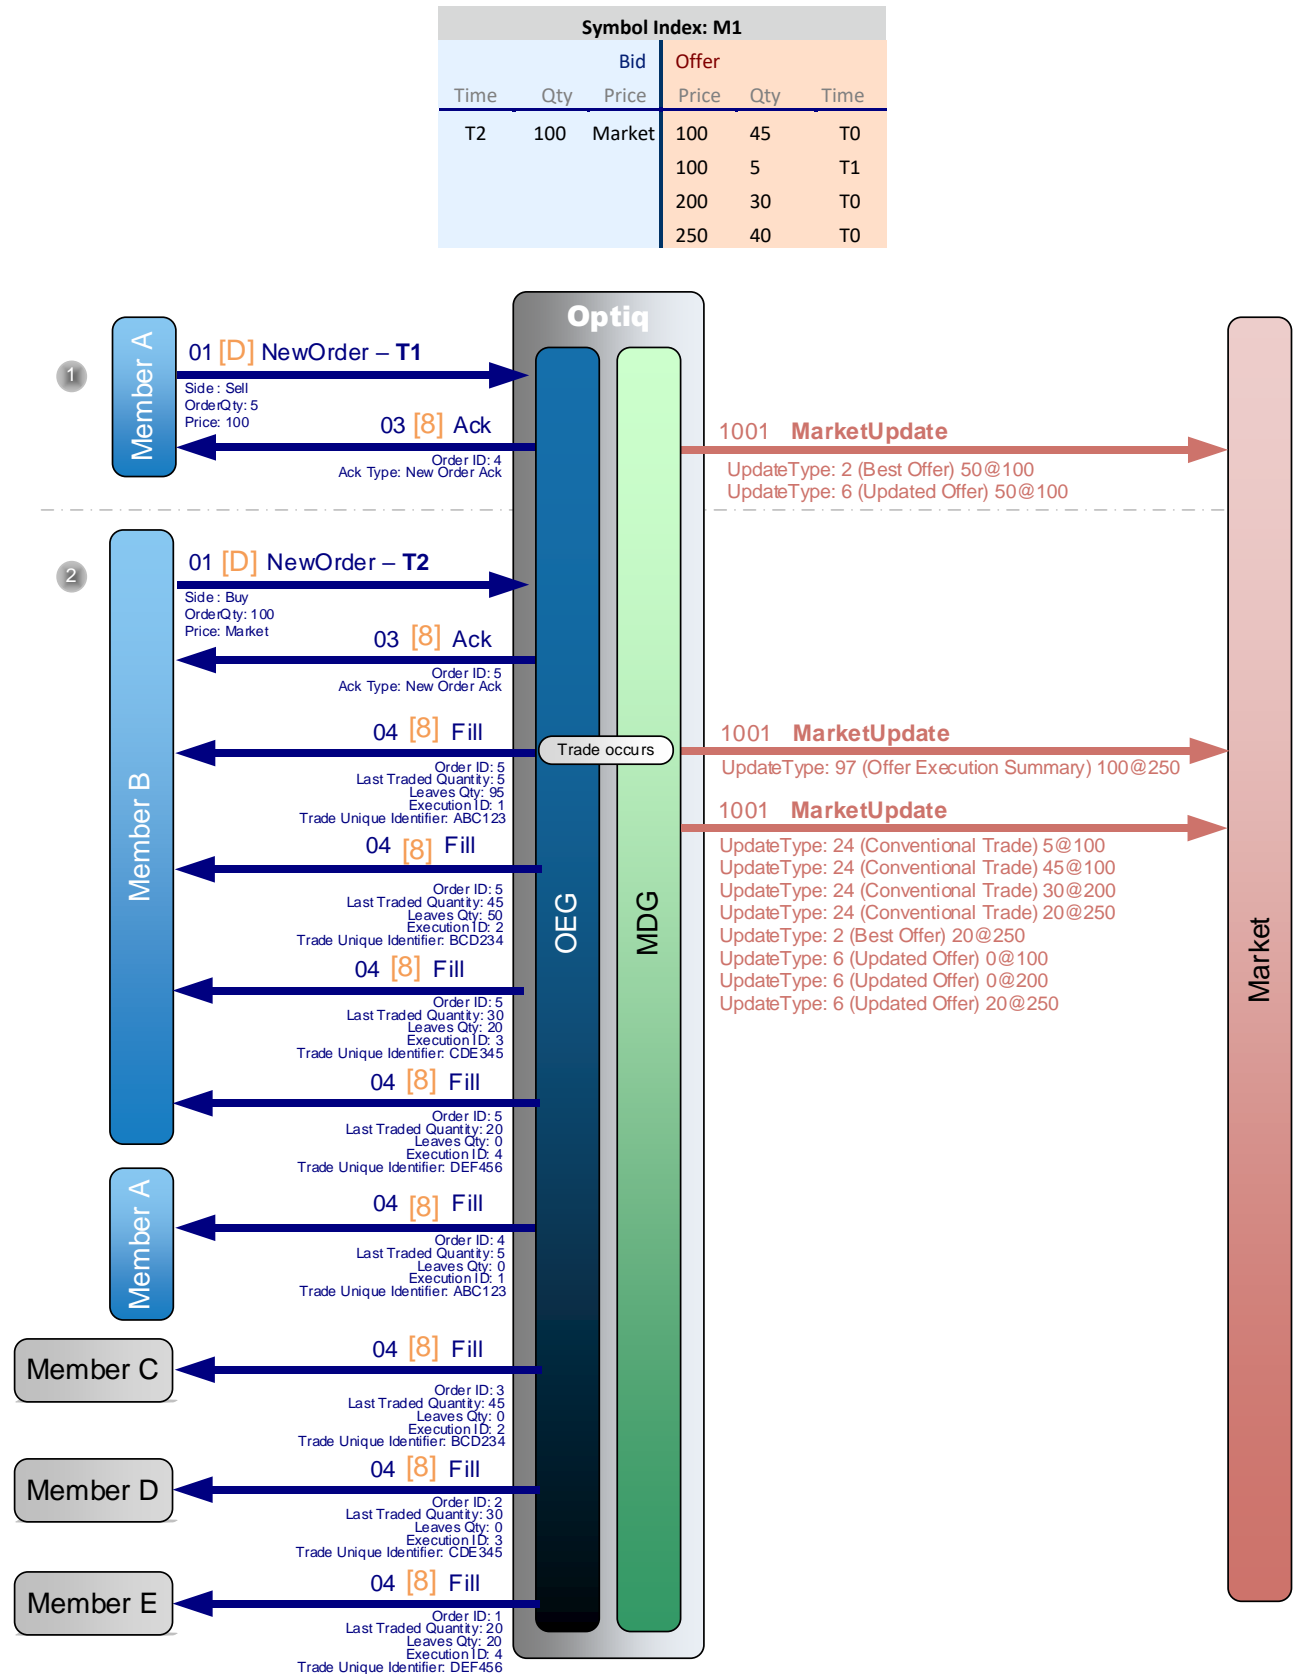 Symbol Index: M1
Bid Offer
Time Qty Price Price Qty Time
T2 100 Market 100 45 T0
100 5 T1
200 30 T0
250 40 T0
Optiq
OEG
MDG
Market
1
Member A
01 [D] NewOrder – T1
Side : Sell
OrderQty: 5
Price: 100
03 [8] Ack
Order ID: 4
Ack Type: New Order Ack
1001 MarketUpdate
UpdateType: 2 (Best Offer) 50@100
UpdateType: 6 (Updated Offer) 50@100
2
Member B
01 [D] NewOrder – T2
Side : Buy
OrderQty: 100
Price: Market
03 [8] Ack
Order ID: 5
Ack Type: New Order Ack
04 [8] Fill
Order ID: 5
Last Traded Quantity: 5
Leaves Qty: 95
Execution ID: 1
Trade Unique Identifier: ABC123
Trade occurs
1001 MarketUpdate
UpdateType: 97 (Offer Execution Summary) 100@250
1001 MarketUpdate
UpdateType: 24 (Conventional Trade) 5@100
UpdateType: 24 (Conventional Trade) 45@100
UpdateType: 24 (Conventional Trade) 30@200
UpdateType: 24 (Conventional Trade) 20@250
UpdateType: 2 (Best Offer) 20@250
UpdateType: 6 (Updated Offer) 0@100
UpdateType: 6 (Updated Offer) 0@200
UpdateType: 6 (Updated Offer) 20@250
04 [8] Fill
Order ID: 5
Last Traded Quantity: 45
Leaves Qty: 50
Execution ID: 2
Trade Unique Identifier: BCD234
04 [8] Fill
Order ID: 5
Last Traded Quantity: 30
Leaves Qty: 20
Execution ID: 3
Trade Unique Identifier: CDE345
04 [8] Fill
Order ID: 5
Last Traded Quantity: 20
Leaves Qty: 0
Execution ID: 4
Trade Unique Identifier: DEF456
Member A
04 [8] Fill
Order ID: 4
Last Traded Quantity: 5
Leaves Qty: 0
Execution ID: 1
Trade Unique Identifier: ABC123
Member C
04 [8] Fill
Order ID: 3
Last Traded Quantity: 45
Leaves Qty: 0
Execution ID: 2
Trade Unique Identifier: BCD234
Member D
04 [8] Fill
Order ID: 2
Last Traded Quantity: 30
Leaves Qty: 0
Execution ID: 3
Trade Unique Identifier: CDE345
Member E
04 [8] Fill
Order ID: 1
Last Traded Quantity: 20
Leaves Qty: 20
Execution ID: 4
Trade Unique Identifier: DEF456